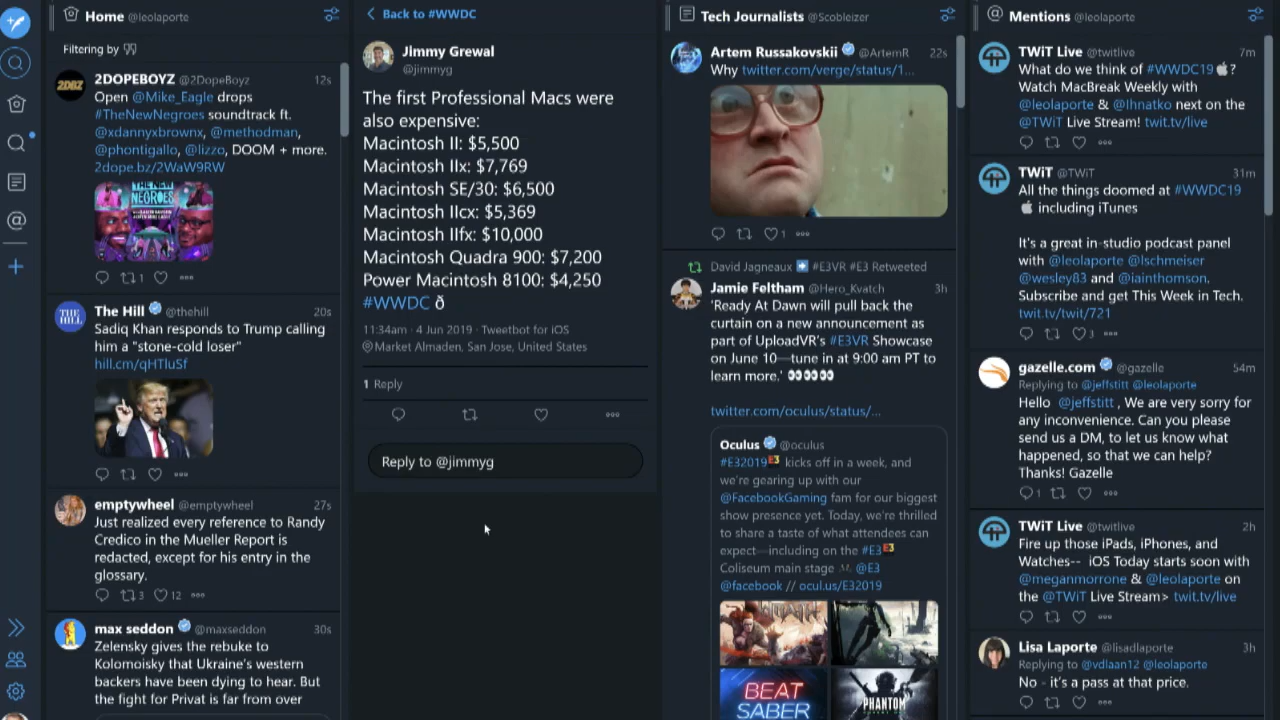 Home @leolaporte
Filtering by
2DOPEBOYZ @2DopeBoyz 12s
2DBZ
Open @Mike_Eagle drops
#TheNewNegroes soundtrack ft.
@xdannyxbrownx, @methodman,
@phontigallo, @lizzo, DOOM + more.
2dope.bz/2WaW9RW
THE NEW
NEGROES
1
The Hill @thehill 20s
THE
HILL
Sadiq Khan responds to Trump calling
him a "stone-cold loser"
hill.cm/qHTluSf
emptywheel @emptywheel 27s
Just realized every reference to Randy
Credico in the Mueller Report is
redacted, except for his entry in the
glossary.
3 12
max seddon @maxseddon 30s
Zelensky gives the rebuke to
Kolomoisky that Ukraine's western
backers have been dying to hear. But
the fight for Privat is far from over
Back to #WWDC
Jimmy Grewal
@jimmyg
The first Professional Macs were
also expensive:
Macintosh II: $5,500
Macintosh IIx: $7,769
Macintosh SE/30: $6,500
Macintosh IIcx: $5,369
Macintosh IIfx: $10,000
Macintosh Quadra 900: $7,200
Power Macintosh 8100: $4,250
#WWDC ð
11:34am · 4 Jun 2019 · Tweetbot for iOS
Market Almaden, San Jose, United States
1 Reply
Reply to @jimmyg
Tech Journalists @Scobleizer
Artem Russakovskii @ArtemR 22s
Why twitter.com/verge/status/1...
1
David Jagneaux ➡ #E3VR #E3 Retweeted
Jamie Feltham @Hero_Kvatch 3h
'Ready At Dawn will pull back the
curtain on a new announcement as
part of UploadVR's #E3VR Showcase
on June 10—tune in at 9:00 am PT to
learn more.' 👀👀👀
twitter.com/oculus/status/...
Oculus @oculus
#E32019 kicks off in a week, and
we're gearing up with our
@FacebookGaming fam for our biggest
show presence yet. Today, we're thrilled
to share a taste of what attendees can
expect—including on the #E3
Coliseum main stage @E3
@facebook // ocul.us/E32019
BEAT
SABER
PHANTOM
Mentions @leolaporte
TWiT Live @twitlive 7m
What do we think of #WWDC19 ?
Watch MacBreak Weekly with
@leolaporte & @Ihnatko next on the
@TWiT Live Stream! twit.tv/live
TWiT @TWiT 31m
All the things doomed at #WWDC19
including iTunes
It's a great in-studio podcast panel
with @leolaporte @lschmeiser
@wesley83 and @iainthomson.
Subscribe and get This Week in Tech.
twit.tv/twit/721
3
gazelle.com @gazelle 54m
Replying to @jeffstitt @leolaporte
Hello @jeffstitt , We are very sorry for
any inconvenience. Can you please
send us a DM, to let us know what
happened, so that we can help?
Thanks! Gazelle
1
TWiT Live @twitlive 2h
Fire up those iPads, iPhones, and
Watches-- iOS Today starts soon with
@meganmorrone & @leolaporte on
the @TWiT Live Stream> twit.tv/live
Lisa Laporte @lisadlaporte 3h
Replying to @vdlaan12 @leolaporte
No - it's a pass at that price.